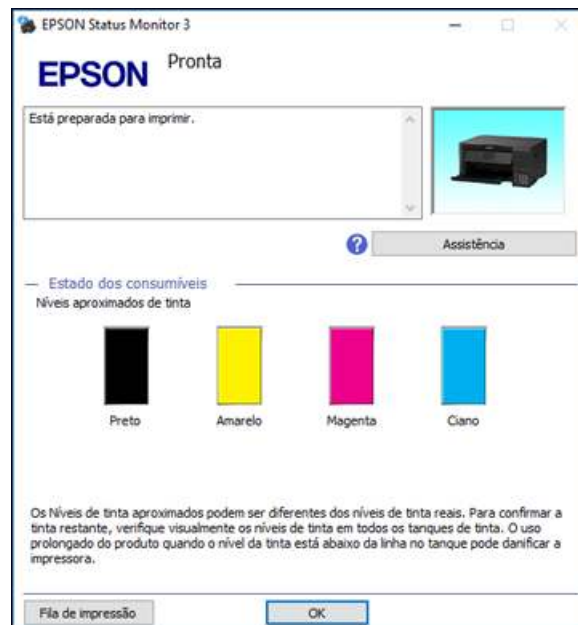 EPSON Status Monitor 3
EPSON
Pronta
Está preparada para imprimir.
Assistência
Estado dos consumíveis
Níveis aproximados de tinta
Preto
Amarelo
Magenta
Ciano
Os Níveis de tinta aproximados podem ser diferentes dos níveis de tinta reais. Para confirmar a
tinta restante, verifique visualmente os níveis de tinta em todos os tanques de tinta. O uso
prolongado do produto quando o nível da tinta está abaixo da linha no tanque pode danificar a
impressora.
Fila de impressão
OK